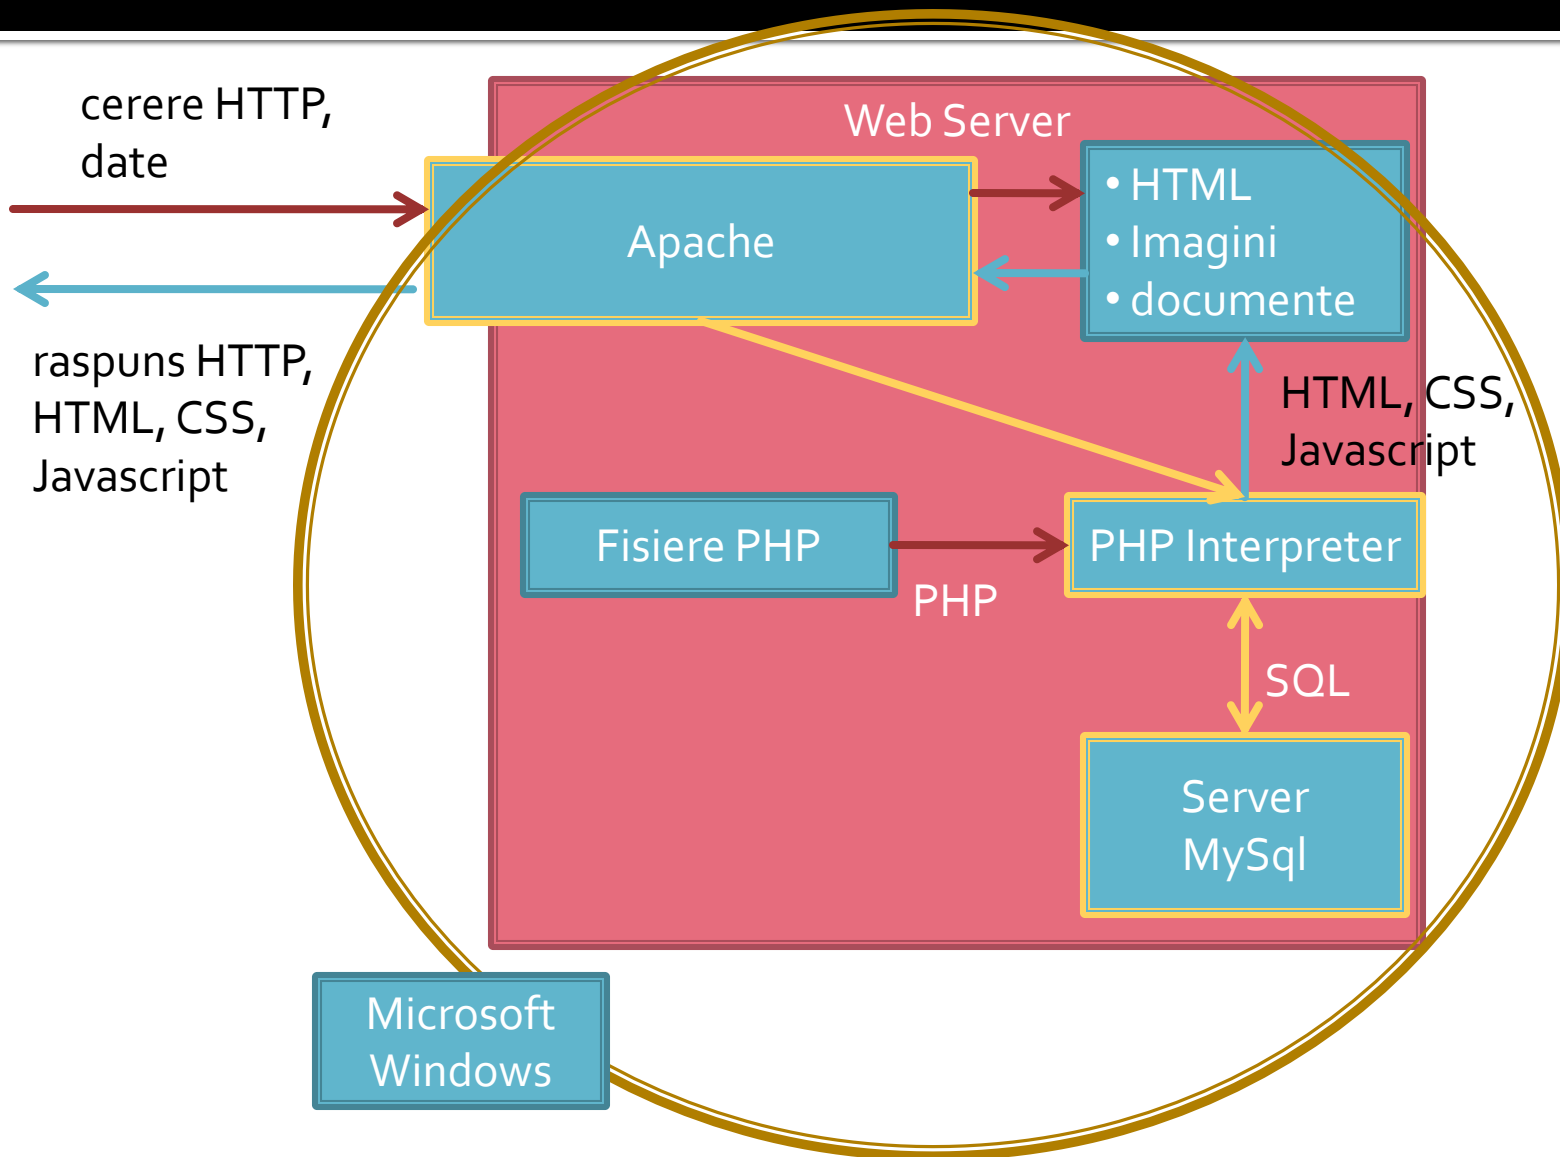 cerere HTTP,
date
Web Server
Apache
• HTML
• Imagini
• documente
raspuns HTTP,
HTML, CSS,
Javascript
HTML, CSS,
Javascript
Fisiere PHP
PHP
PHP Interpreter
SQL
Server
MySql
Microsoft
Windows